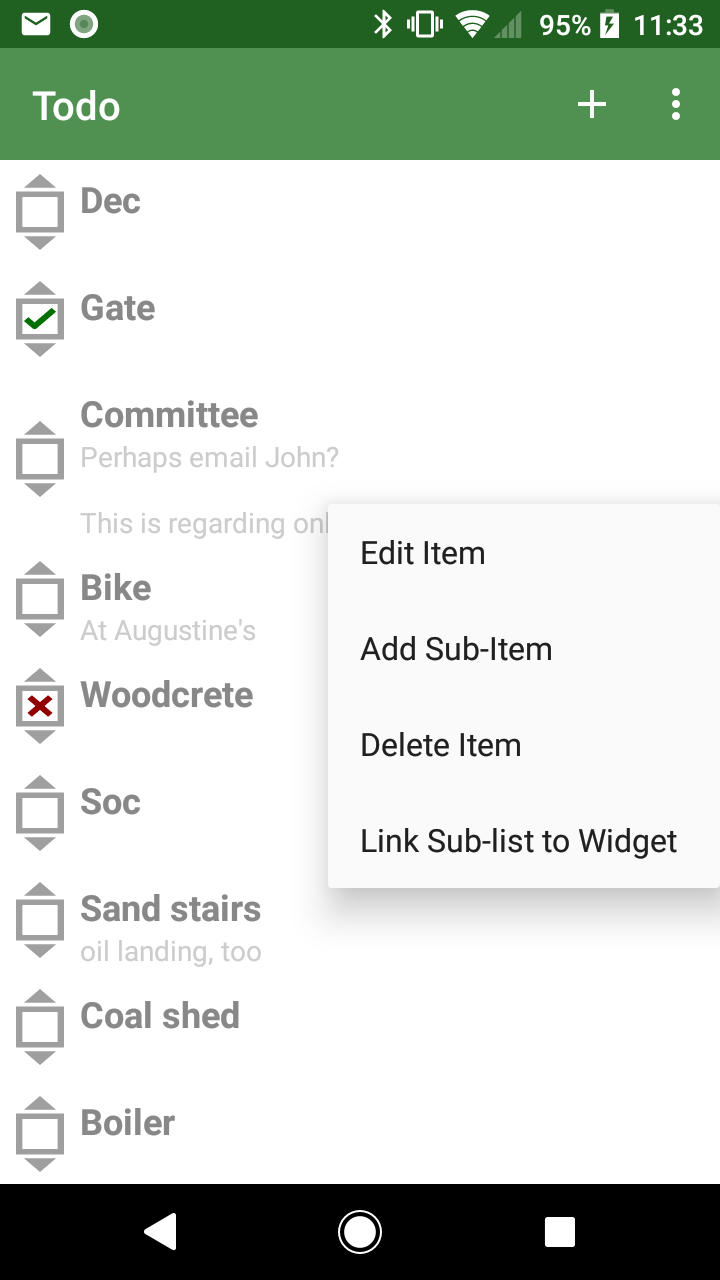 95% 11:33
Todo
Dec
Gate
Committee
Perhaps email John?
This is regarding
Edit Item
Bike
At Augustine's
Add Sub-Item
Woodcrete
Delete Item
Soc
Link Sub-list to Widget
Sand stairs
oil landing, too
Coal shed
Boiler